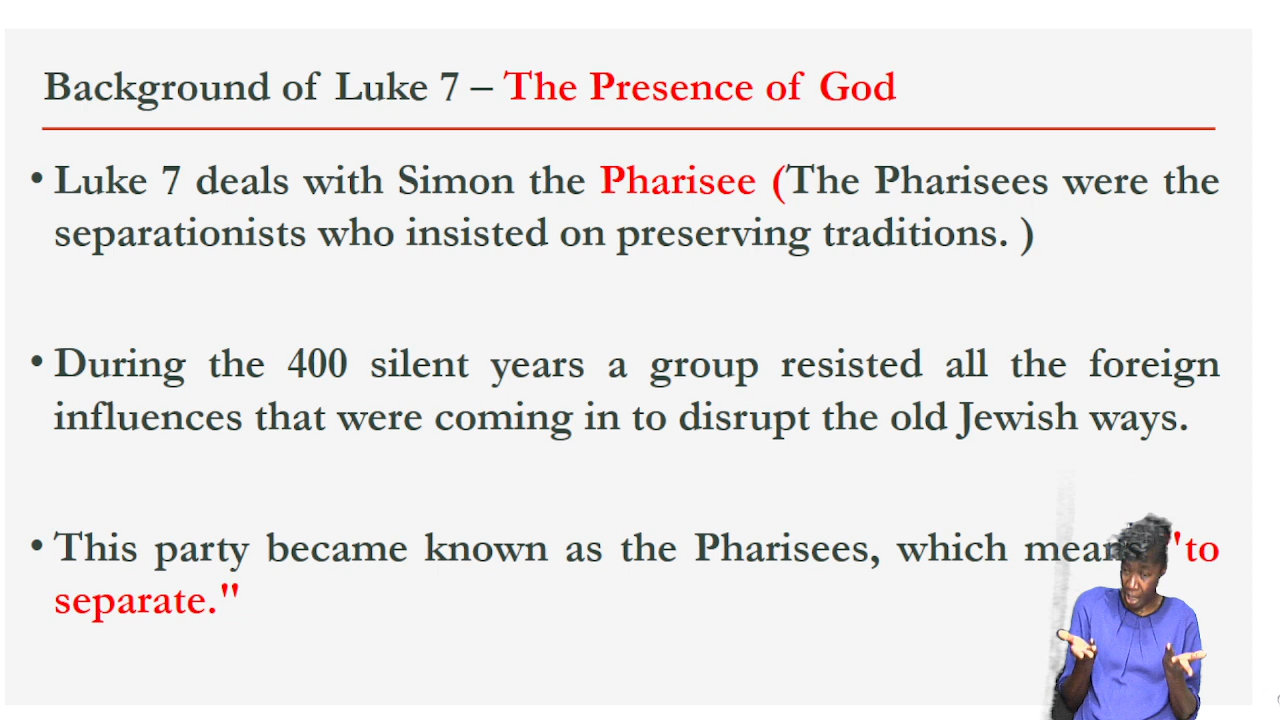 Background of Luke 7 – The Presence of God
• Luke 7 deals with Simon the Pharisee (The Pharisees were the
separationists who insisted on preserving traditions. )
• During the 400 silent years a group resisted all the foreign
influences that were coming in to disrupt the old Jewish ways.
• This party became known as the Pharisees, which means "to
separate."